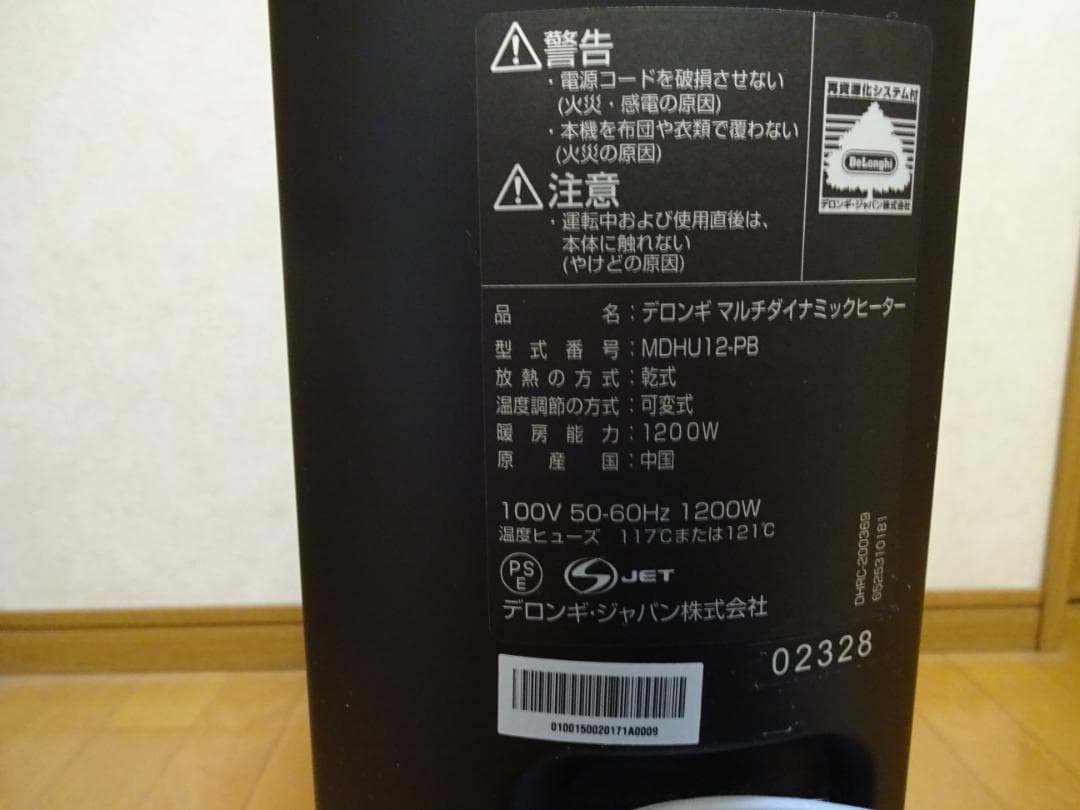 警告
・電源コードを破損させない
(火災・感電の原因)
・本機を布団や衣類で覆わない
(火災の原因)
注意
・運転中および使用直後は、
本体に触れない
(やけどの原因)
再資源化システム付
DeLonghi
デロンギ・ジャパン株式会社
品名：デロンギ マルチダイナミックヒーター
型式番号：MDHU12-PB
放熱の方式：乾式
温度調節の方式：可変式
暖房能力：1200W
原産国：中国
100V 50-60Hz 1200W
温度ヒューズ 117℃または121℃
PSE
S JET
デロンギ・ジャパン株式会社
DHRC-200369
6525310181
02328
0100150020171A0009